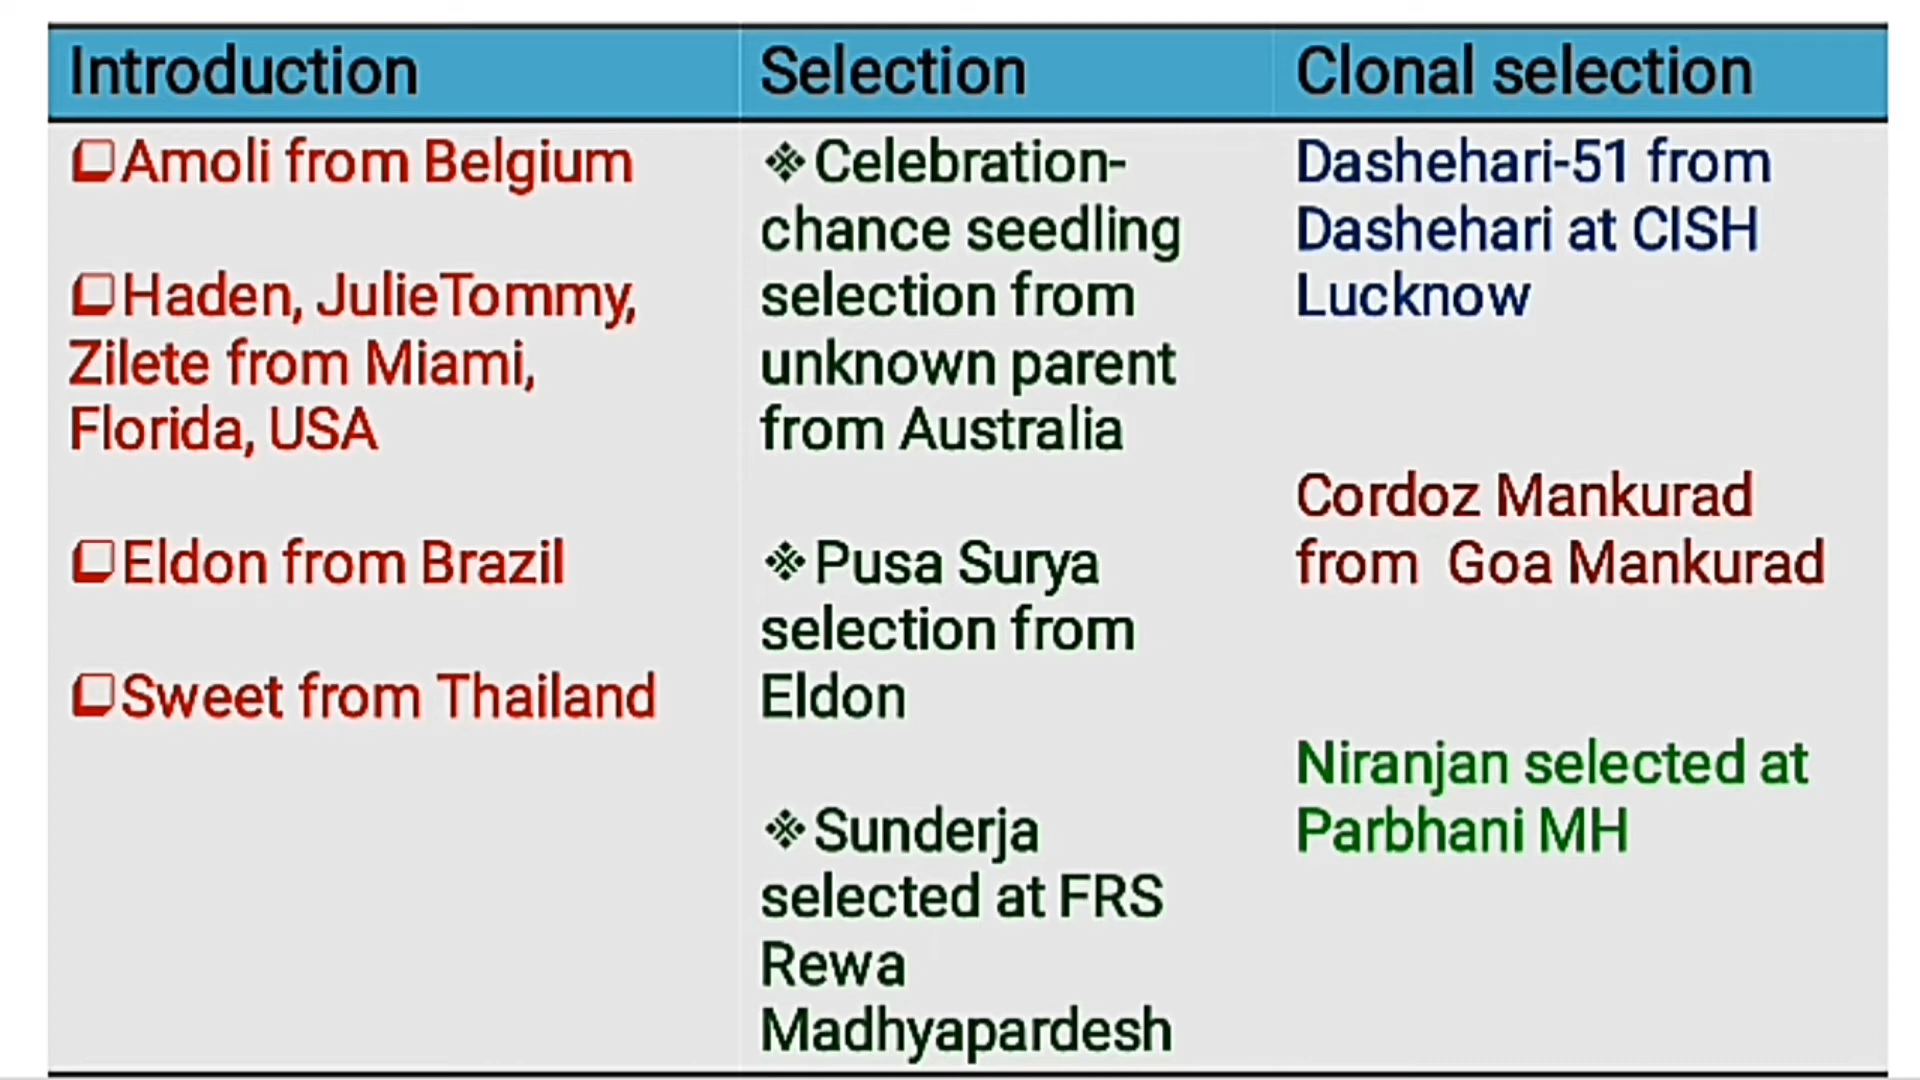 Introduction
Selection
Clonal selection
❏Amoli from Belgium
❏Haden, JulieTommy,
Zilete from Miami,
Florida, USA
❏Eldon from Brazil
❏Sweet from Thailand
❖Celebration-
chance seedling
selection from
unknown parent
from Australia
❖Pusa Surya
selection from
Eldon
❖Sunderja
selected at FRS
Rewa
Madhyapardesh
Dashehari-51 from
Dashehari at CISH
Lucknow
Cordoz Mankurad
from Goa Mankurad
Niranjan selected at
Parbhani MH